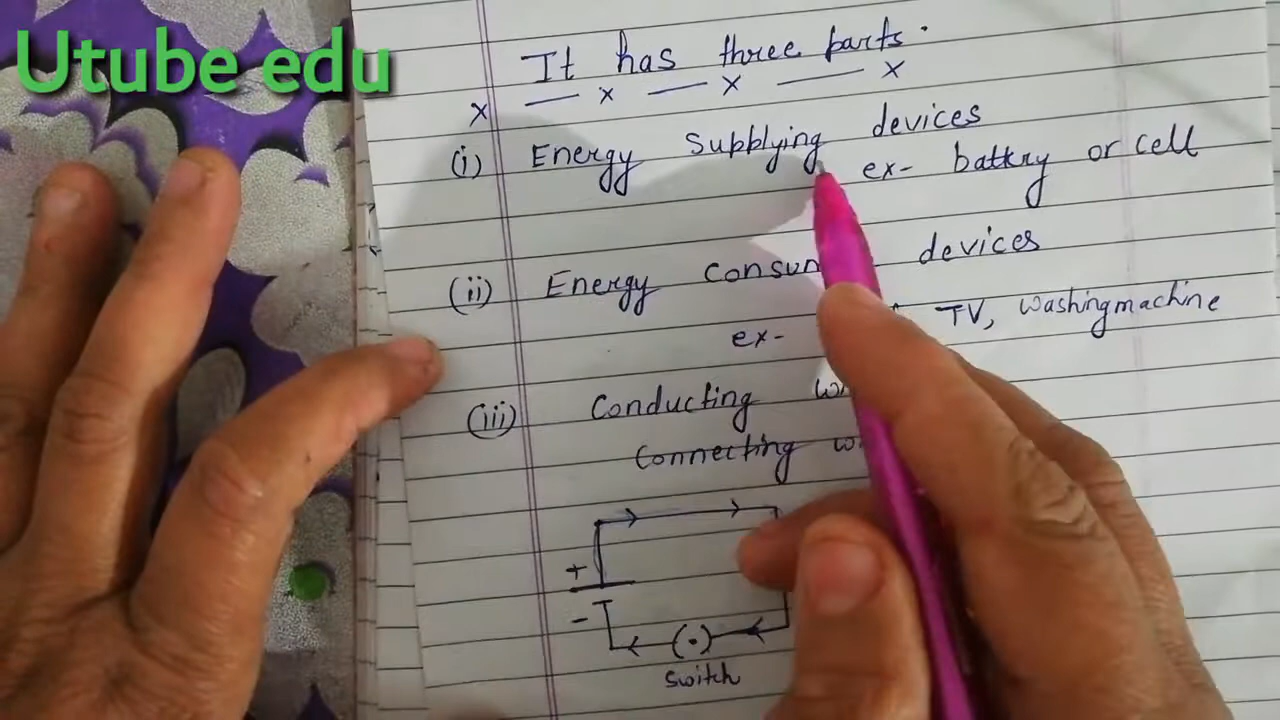 Utube edu
It has three parts.
x — x — x — x
(i) Energy Supplying devices
ex- battery or cell
(ii) Energy devices
ex- TV, washingmachine
(iii) Conducting
Connecting
+
-
(·)
Switch